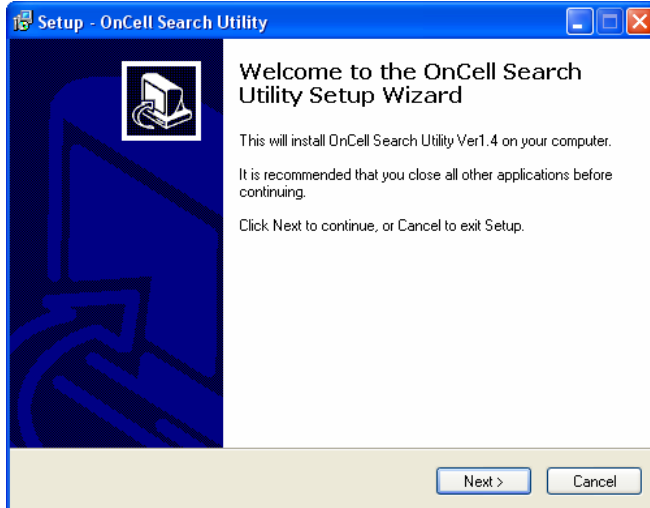 Setup - OnCell Search Utility
Welcome to the OnCell Search
Utility Setup Wizard
This will install OnCell Search Utility Ver1.4 on your computer.
It is recommended that you close all other applications before
continuing.
Click Next to continue, or Cancel to exit Setup.
Next >
Cancel